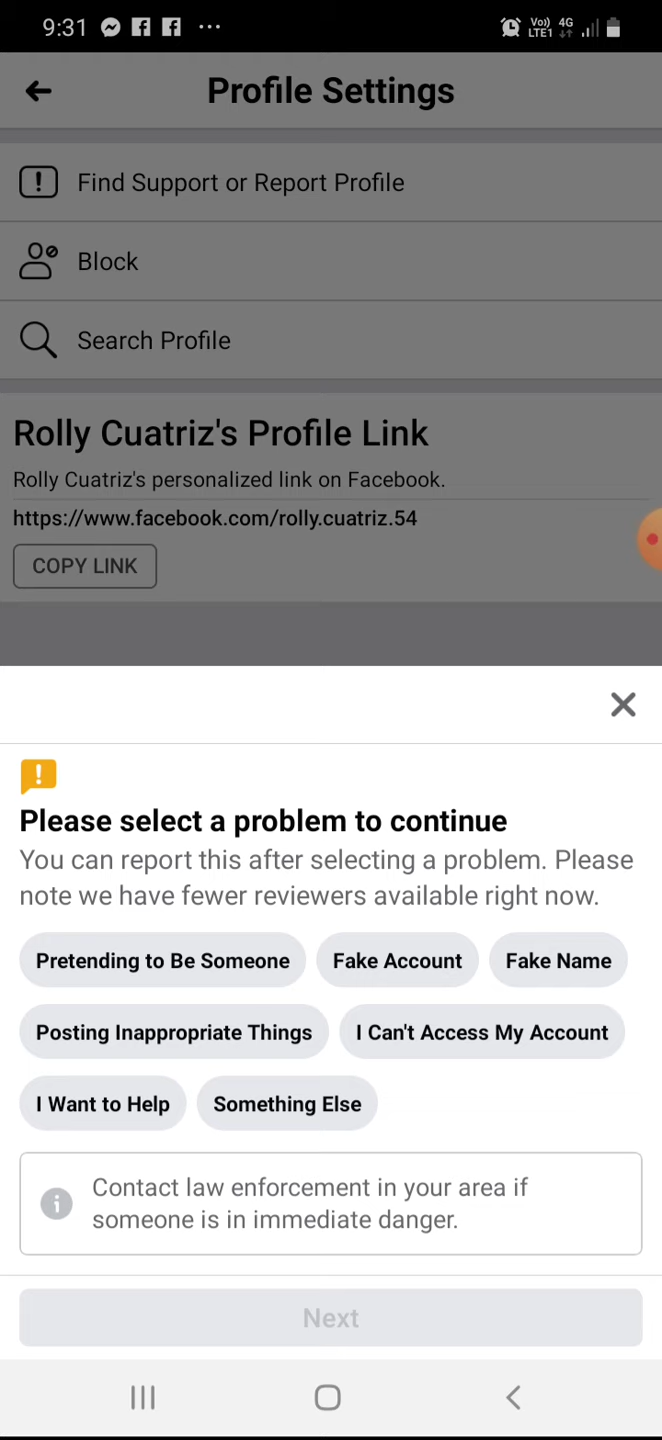 9:31
Vo)) 4G
LTE1
Profile Settings
Find Support or Report Profile
Block
Search Profile
Rolly Cuatriz's Profile Link
Rolly Cuatriz's personalized link on Facebook.
https://www.facebook.com/rolly.cuatriz.54
COPY LINK
Please select a problem to continue
You can report this after selecting a problem. Please
note we have fewer reviewers available right now.
Pretending to Be Someone Fake Account Fake Name
Posting Inappropriate Things I Can't Access My Account
I Want to Help Something Else
Contact law enforcement in your area if
someone is in immediate danger.
Next